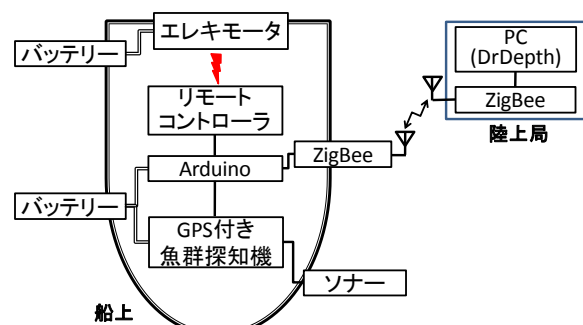 エレキモータ
バッテリー
リモート
コントローラ
Arduino
ZigBee
バッテリー
GPS付き
魚群探知機
ソナー
船上
PC
(DrDepth)
ZigBee
陸上局